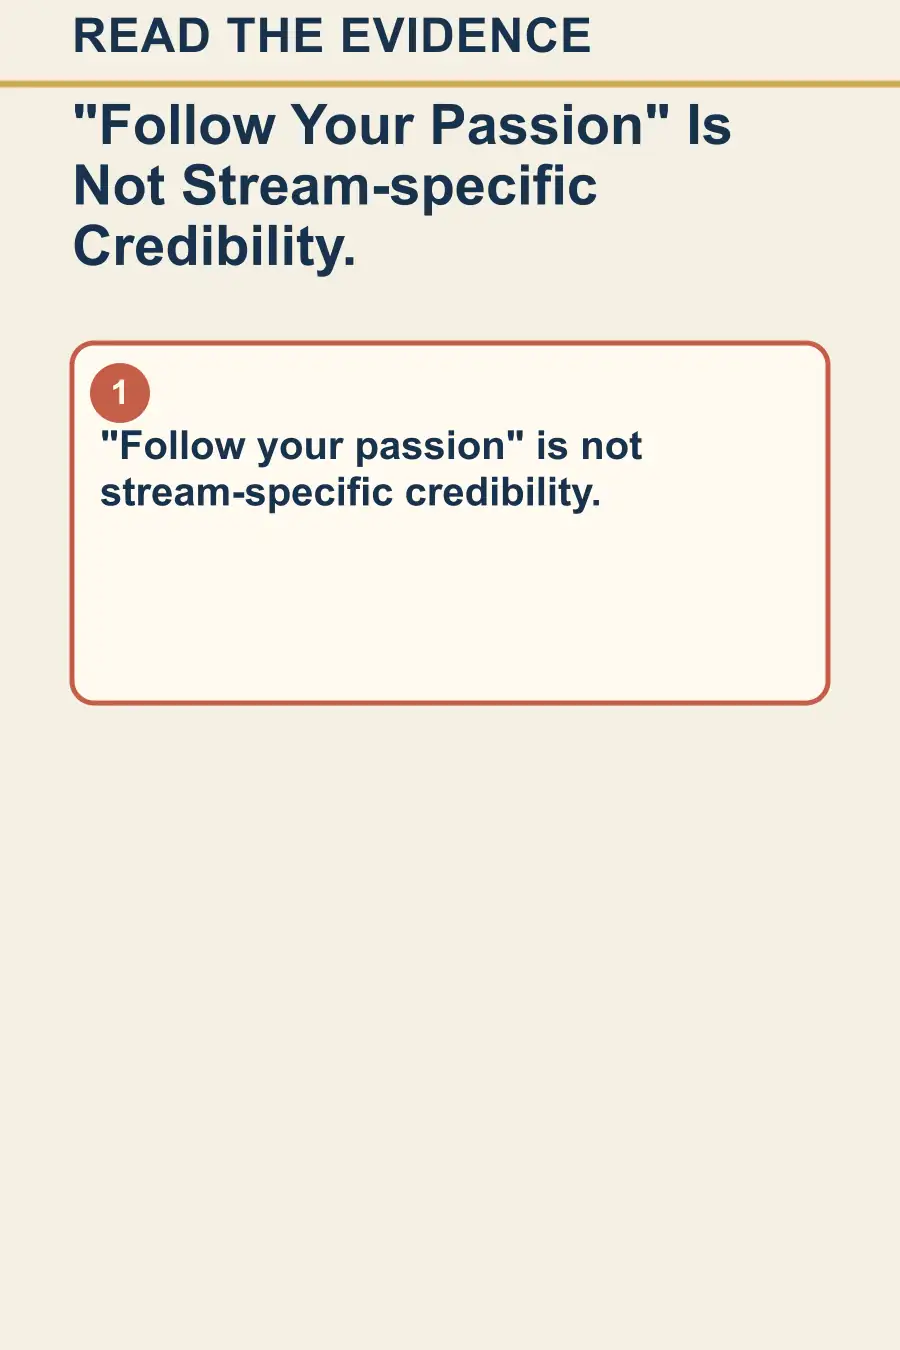 READ THE EVIDENCE
"Follow Your Passion" Is
Not Stream-specific
Credibility.
1
"Follow your passion" is not
stream-specific credibility.